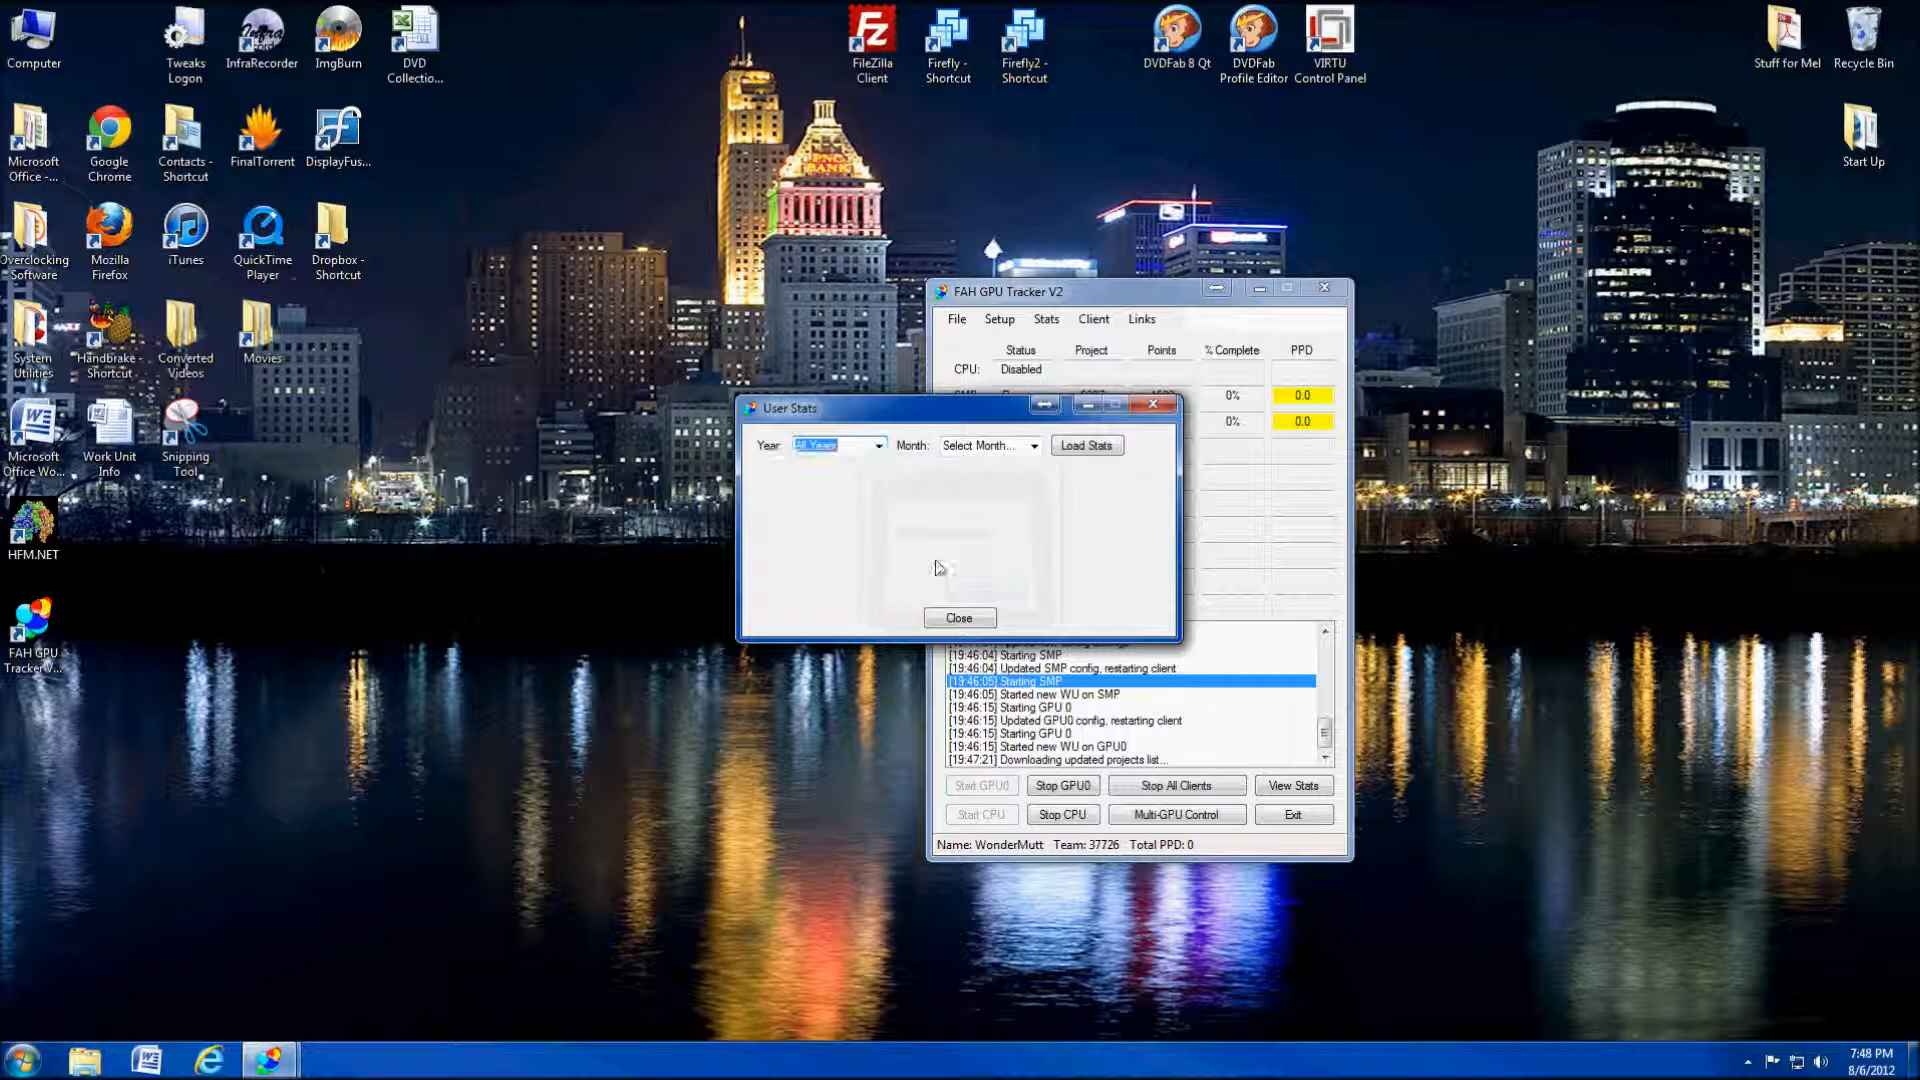 Computer
Tweaks
Logon
InfraRecorder
ImgBurn
DVD
Collectio...
FileZilla
Client
Firefly -
Shortcut
Firefly2 -
Shortcut
DVDFab 8 Qt
DVDFab
Profile Editor
VIRTU
Control Panel
Stuff for Mel
Recycle Bin
Microsoft
Office -...
Google
Chrome
Contacts -
Shortcut
FinalTorrent
DisplayFus...
Start Up
PNC
BANK
Overclocking
Software
Mozilla
Firefox
iTunes
QuickTime
Player
Dropbox -
Shortcut
System
Utilities
Handbrake -
Shortcut
Converted
Videos
Movies
Microsoft
Office Wo...
Work Unit
Info
Snipping
Tool
HFM.NET
FAH GPU
Tracker V...
FAH GPU Tracker V2
File Setup Stats Client Links
Status Project Points % Complete PPD
CPU: Disabled
0% 0.0
0% 0.0
User Stats
Year: All Years Month: Select Month... Load Stats
Close
[19:46:04] Starting SMP
[19:46:04] Updated SMP config, restarting client
[19:46:05] Starting SMP
[19:46:05] Started new WU on SMP
[19:46:15] Starting GPU 0
[19:46:15] Updated GPU0 config, restarting client
[19:46:15] Starting GPU 0
[19:46:15] Started new WU on GPU0
[19:47:21] Downloading updated projects list...
Start GPU0 Stop GPU0 Stop All Clients View Stats
Start CPU Stop CPU Multi-GPU Control Exit
Name: WonderMutt Team: 37726 Total PPD: 0
7:48 PM
8/6/2012